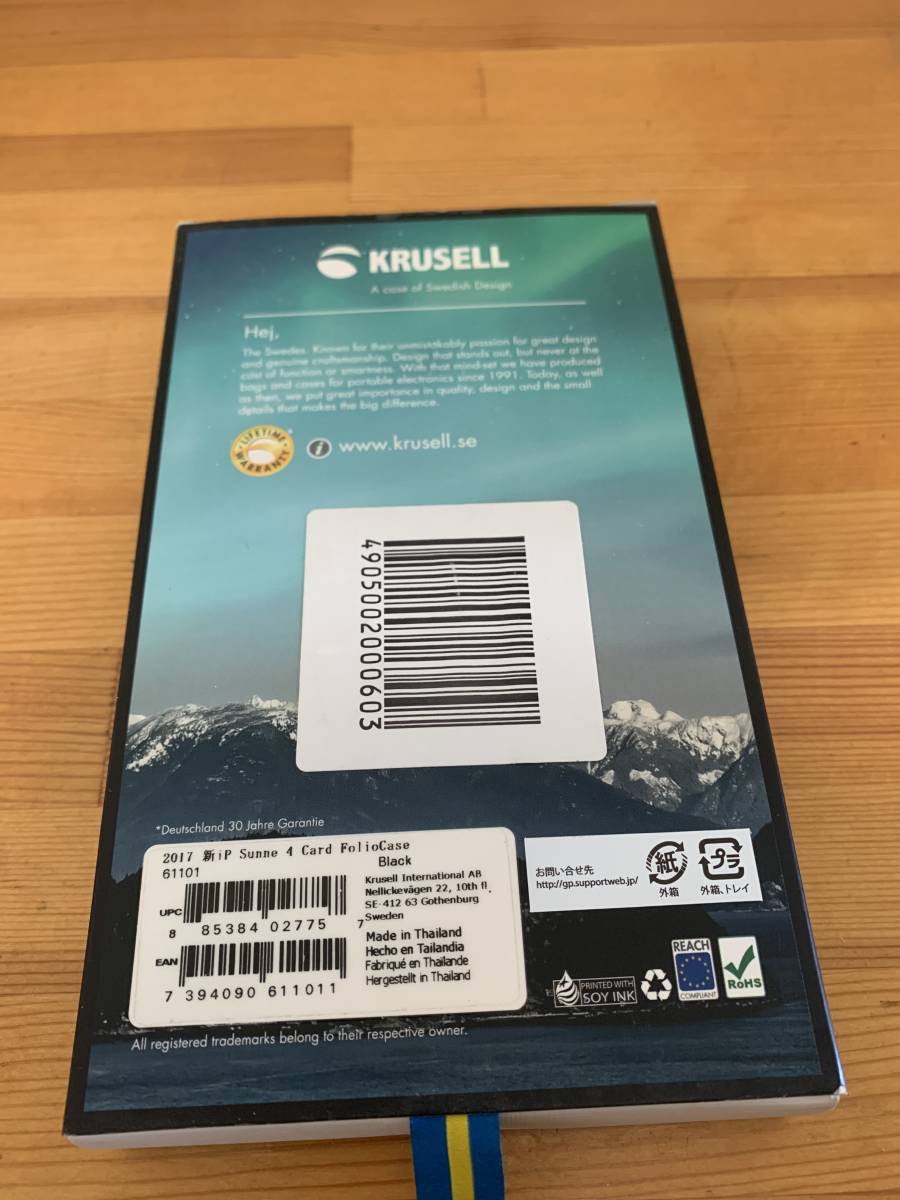 KRUSELL
A case of Swedish Design
Hej,
The Swedes. Known for their unmistakably passion for great design
and genuine craftsmanship. Design that stands out, but never at the
cost of function or smartness. With that mind-set we have produced
bags and cases for portable electronics since 1991. Today, as well
as then, we put great importance in quality, design and the small
details that makes the big difference.
LIFETIME
WARRANTY
i www.krusell.se
4905002000603
*Deutschland 30 Jahre Garantie
2017 新iP Sunne 4 Card FolioCase
61101
Black
UPC
8 85384 02775 7
EAN
7 394090 611011
Krusell International AB
Nellickevägen 22, 10th fl.
SE-412 63 Gothenburg
Sweden
Made in Thailand
Hecho en Tailandia
Fabriqué en Thailande
Hergestellt in Thailand
お問い合せ先
http://gp.supportweb.jp/
紙
外箱
プラ
外箱、トレイ
PRINTED WITH
SOY INK
REACH
COMPLIANT
RoHS
All registered trademarks belong to their respective owner.